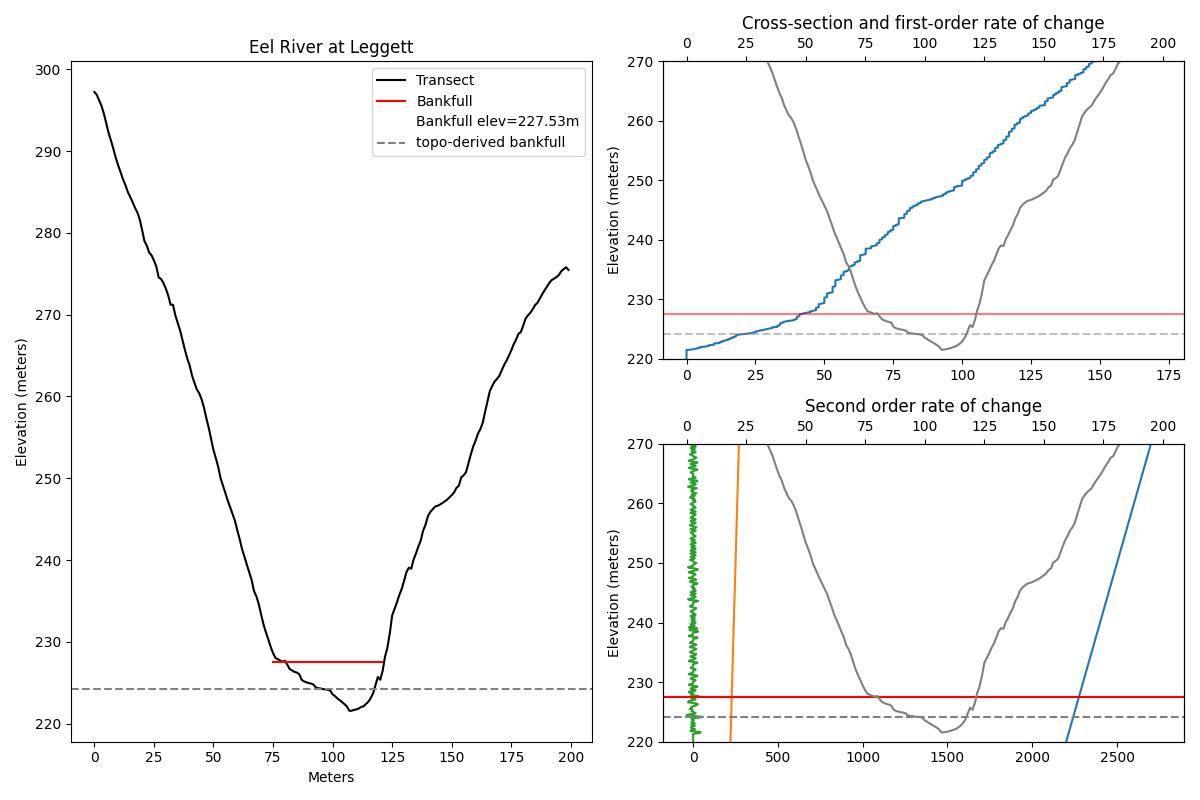 Eel River at Leggett
300
290
280
270
260
250
240
230
220
Elevation (meters)
0 25 50 75 100 125 150 175 200
Meters
Transect
Bankfull
Bankfull elev=227.53m
topo-derived bankfull
Cross-section and first-order rate of change
0 25 50 75 100 125 150 175 200
270
260
250
240
230
220
Elevation (meters)
0 25 50 75 100 125 150 175
Second order rate of change
0 25 50 75 100 125 150 175 200
270
260
250
240
230
220
Elevation (meters)
0 500 1000 1500 2000 2500